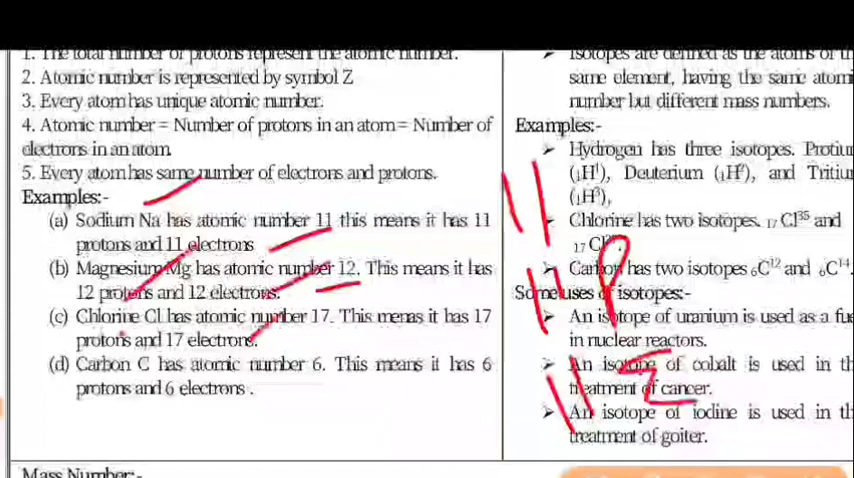 1. The total number of protons represent the atomic number.
2. Atomic number is represented by symbol Z
3. Every atom has unique atomic number.
4. Atomic number = Number of protons in an atom = Number of
electrons in an atom.
5. Every atom has same number of electrons and protons.
Examples:-
(a) Sodium Na has atomic number 11 this means it has 11
protons and 11 electrons
(b) Magnesium Mg has atomic number 12. This means it has
12 protons and 12 electrons.
(c) Chlorine Cl has atomic number 17. This menas it has 17
protons and 17 electrons.
(d) Carbon C has atomic number 6. This means it has 6
protons and 6 electrons .
Mass Number:-
Isotopes are defined as the atoms of th
same element, having the same atomi
number but different mass numbers.
Examples:-
➤ Hydrogen has three isotopes. Protiu
(₁H¹), Deuterium (₁H²), and Tritiu
(₁H³),
➤ Chlorine has two isotopes. ₁₇Cl³⁵ and
₁₇Cl
➤ Carbon has two isotopes ₆C¹² and ₆C¹⁴.
Some uses of isotopes:-
➤ An isotope of uranium is used as a fue
in nuclear reactors.
➤ An isotope of cobalt is used in th
treatment of cancer.
➤ An isotope of iodine is used in th
treatment of goiter.